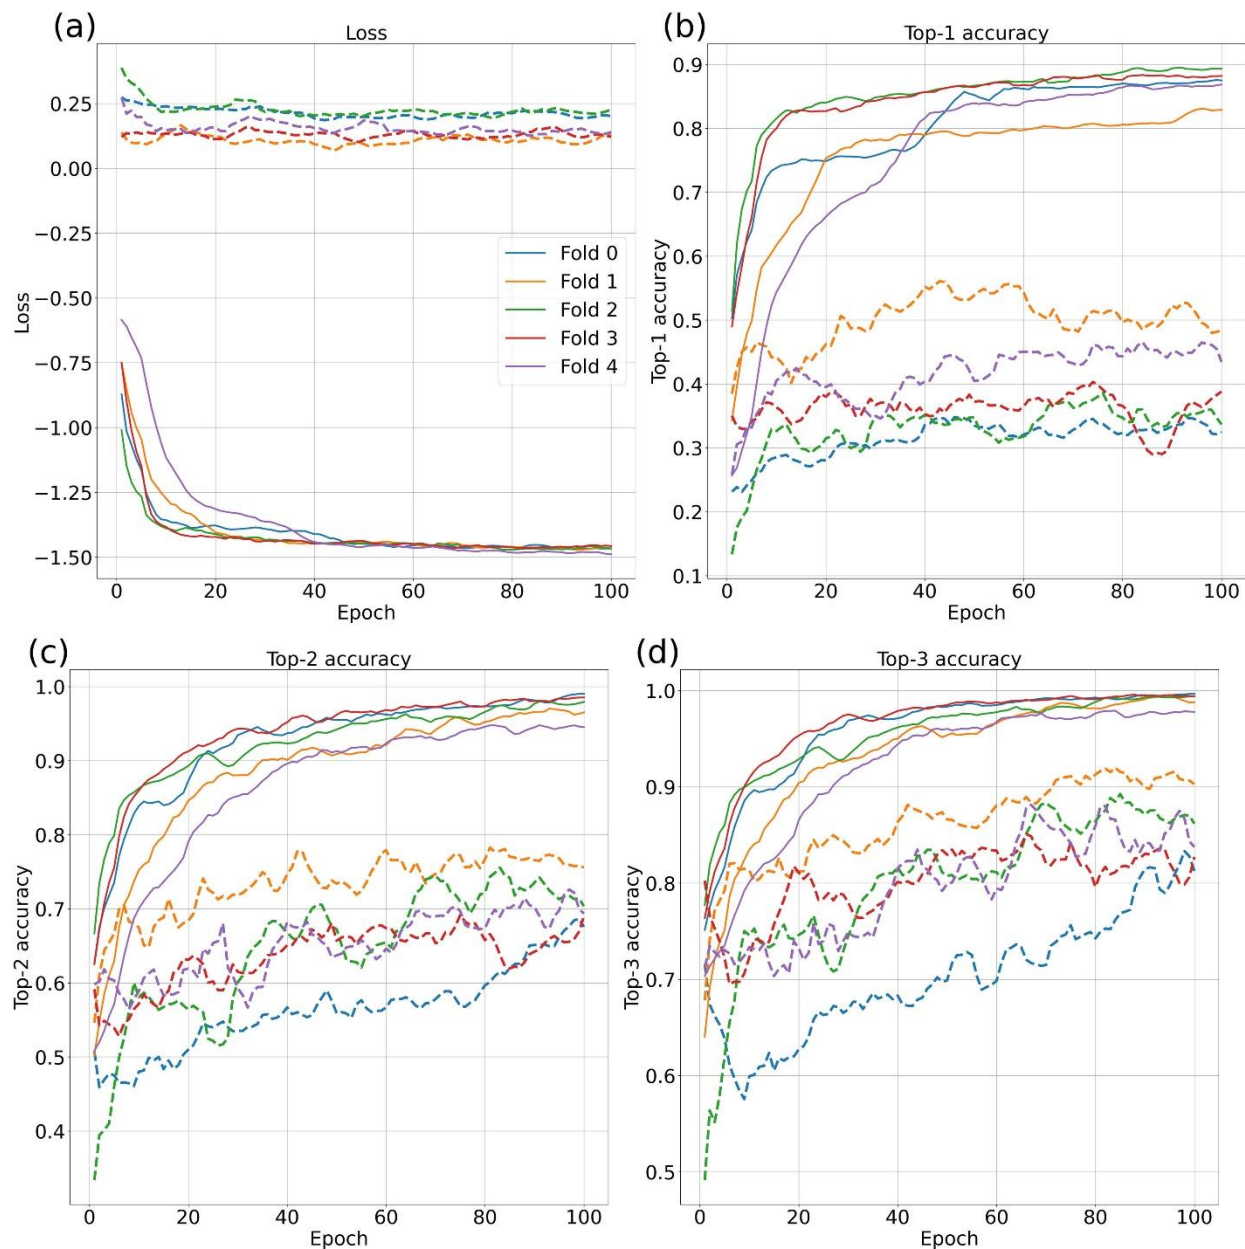 (a)
Loss
0.25
0.00
−0.25
−0.50
−0.75
−1.00
−1.25
−1.50
Loss
0 20 40 60 80 100
Epoch
Fold 0
Fold 1
Fold 2
Fold 3
Fold 4
(b)
Top-1 accuracy
0.9
0.8
0.7
0.6
0.5
0.4
0.3
0.2
0.1
Top-1 accuracy
0 20 40 60 80 100
Epoch
(c)
Top-2 accuracy
1.0
0.9
0.8
0.7
0.6
0.5
0.4
Top-2 accuracy
0 20 40 60 80 100
Epoch
(d)
Top-3 accuracy
1.0
0.9
0.8
0.7
0.6
0.5
Top-3 accuracy
0 20 40 60 80 100
Epoch